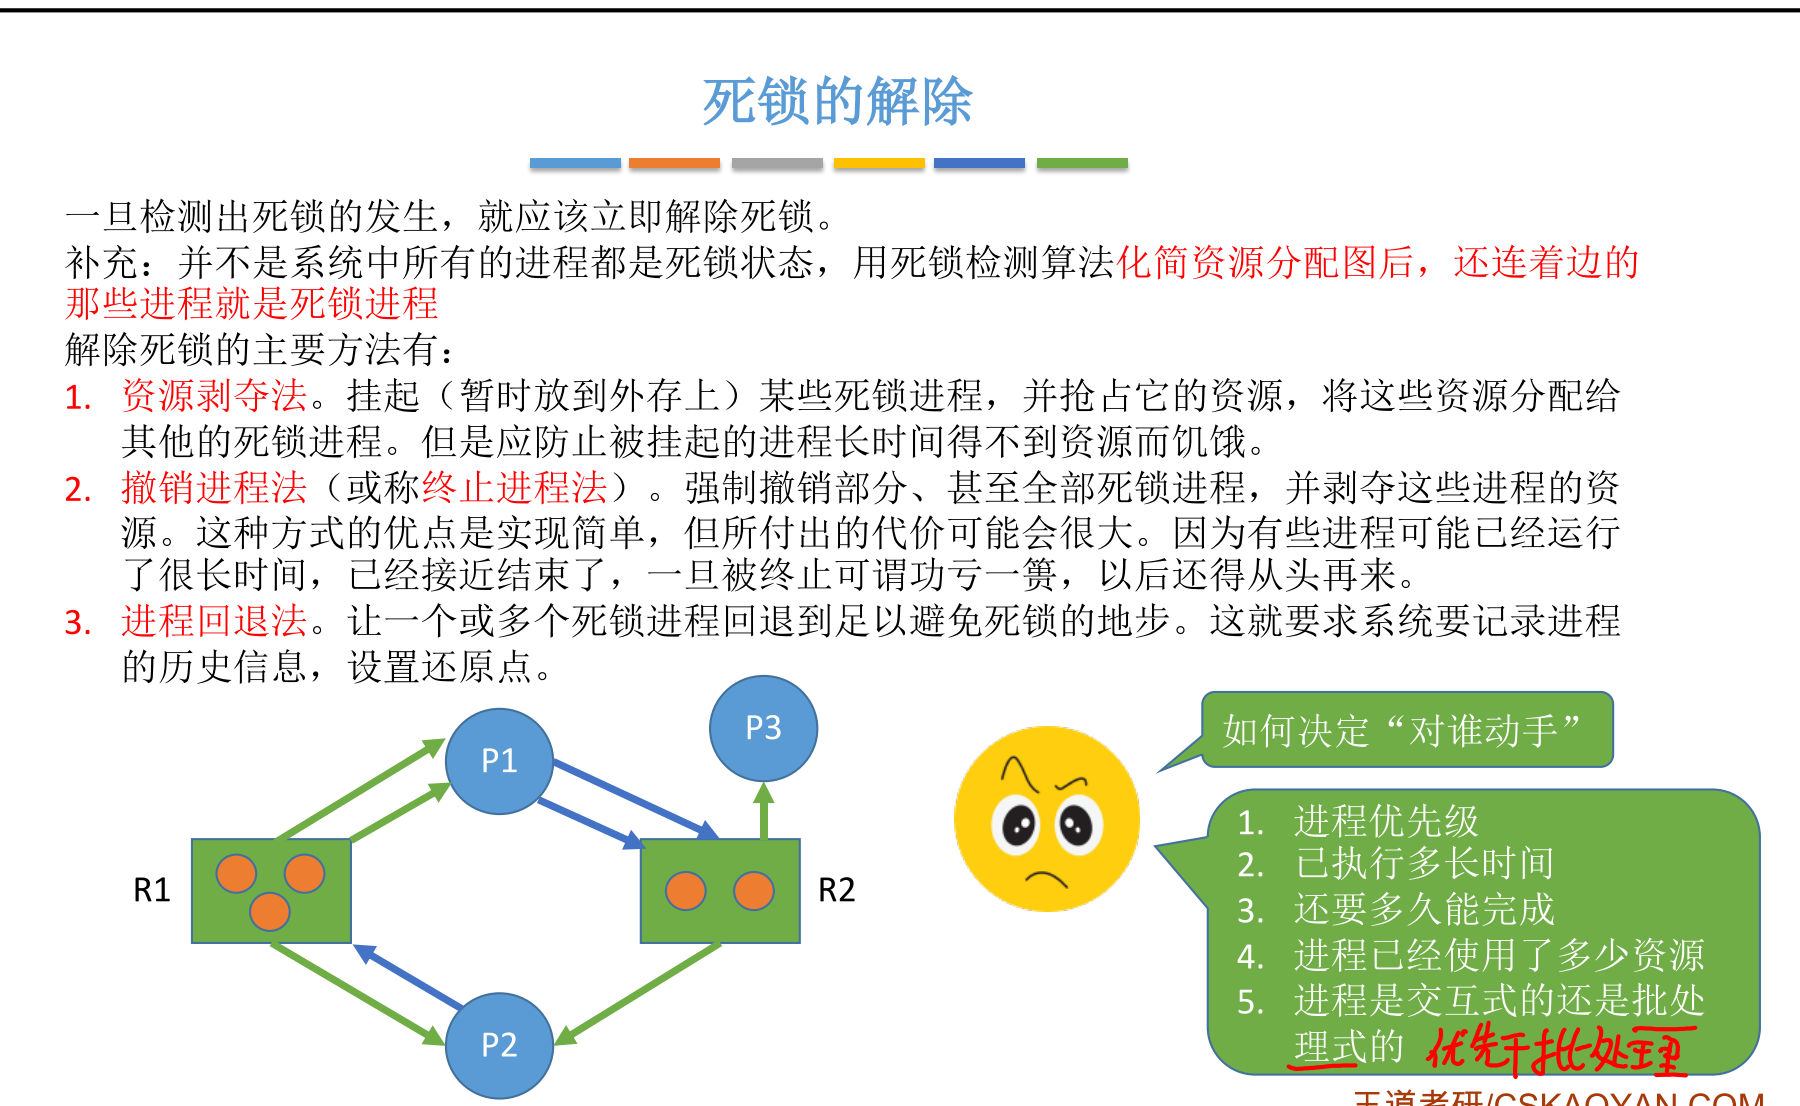 死锁的解除
一旦检测出死锁的发生，就应该立即解除死锁。
补充：并不是系统中所有的进程都是死锁状态，用死锁检测算法化简资源分配图后，还连着边的
那些进程就是死锁进程
解除死锁的主要方法有：
1. 资源剥夺法。挂起（暂时放到外存上）某些死锁进程，并抢占它的资源，将这些资源分配给
其他的死锁进程。但是应防止被挂起的进程长时间得不到资源而饥饿。
2. 撤销进程法（或称终止进程法）。强制撤销部分、甚至全部死锁进程，并剥夺这些进程的资
源。这种方式的优点是实现简单，但所付出的代价可能会很大。因为有些进程可能已经运行
了很长时间，已经接近结束了，一旦被终止可谓功亏一篑，以后还得从头再来。
3. 进程回退法。让一个或多个死锁进程回退到足以避免死锁的地步。这就要求系统要记录进程
的历史信息，设置还原点。
P1
P3
R1
R2
P2
如何决定“对谁动手”
1. 进程优先级
2. 已执行多长时间
3. 还要多久能完成
4. 进程已经使用了多少资源
5. 进程是交互式的还是批处
理式的 优先干批处理
王道考研/CSKAOYAN.COM